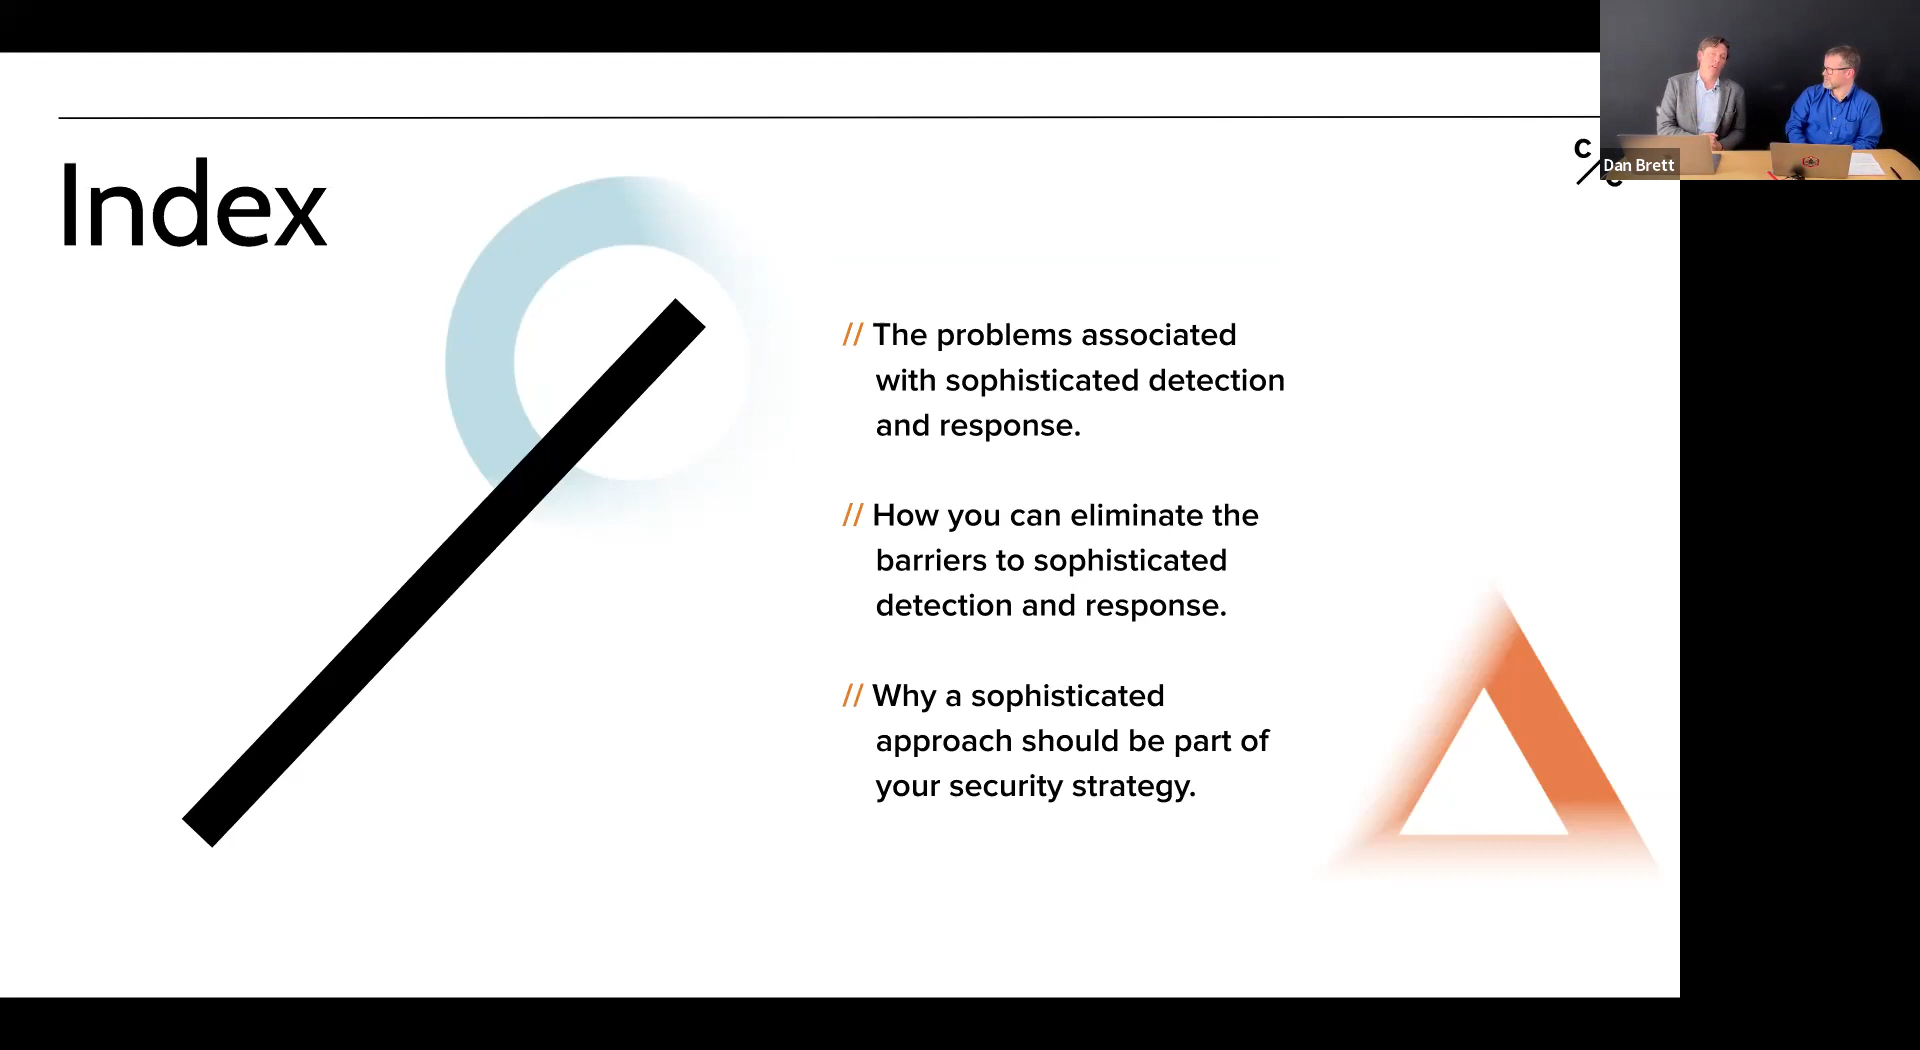 Index
// The problems associated
with sophisticated detection
and response.
// How you can eliminate the
barriers to sophisticated
detection and response.
// Why a sophisticated
approach should be part of
your security strategy.
C
Dan Brett